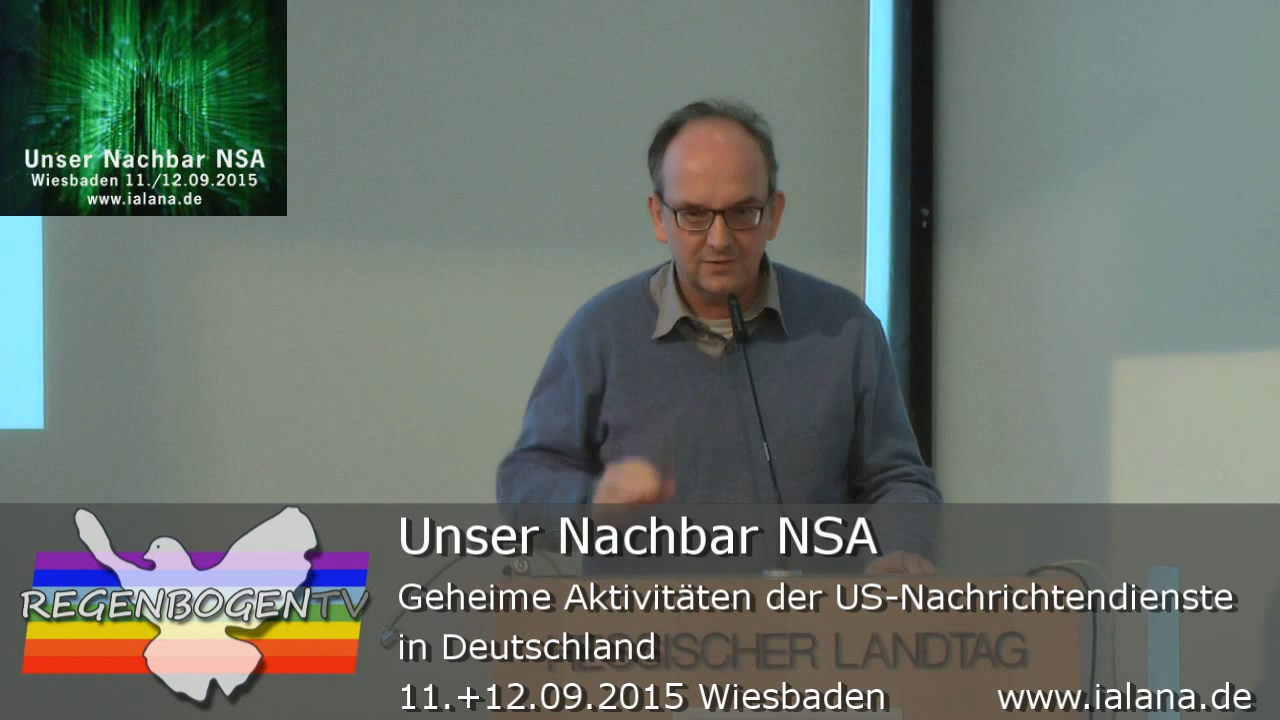 Unser Nachbar NSA
Wiesbaden 11./12.09.2015
www.ialana.de
REGENBOGENTV
Unser Nachbar NSA
Geheime Aktivitäten der US-Nachrichtendienste
in Deutschland
HESSISCHER LANDTAG
11.+12.09.2015 Wiesbaden
www.ialana.de